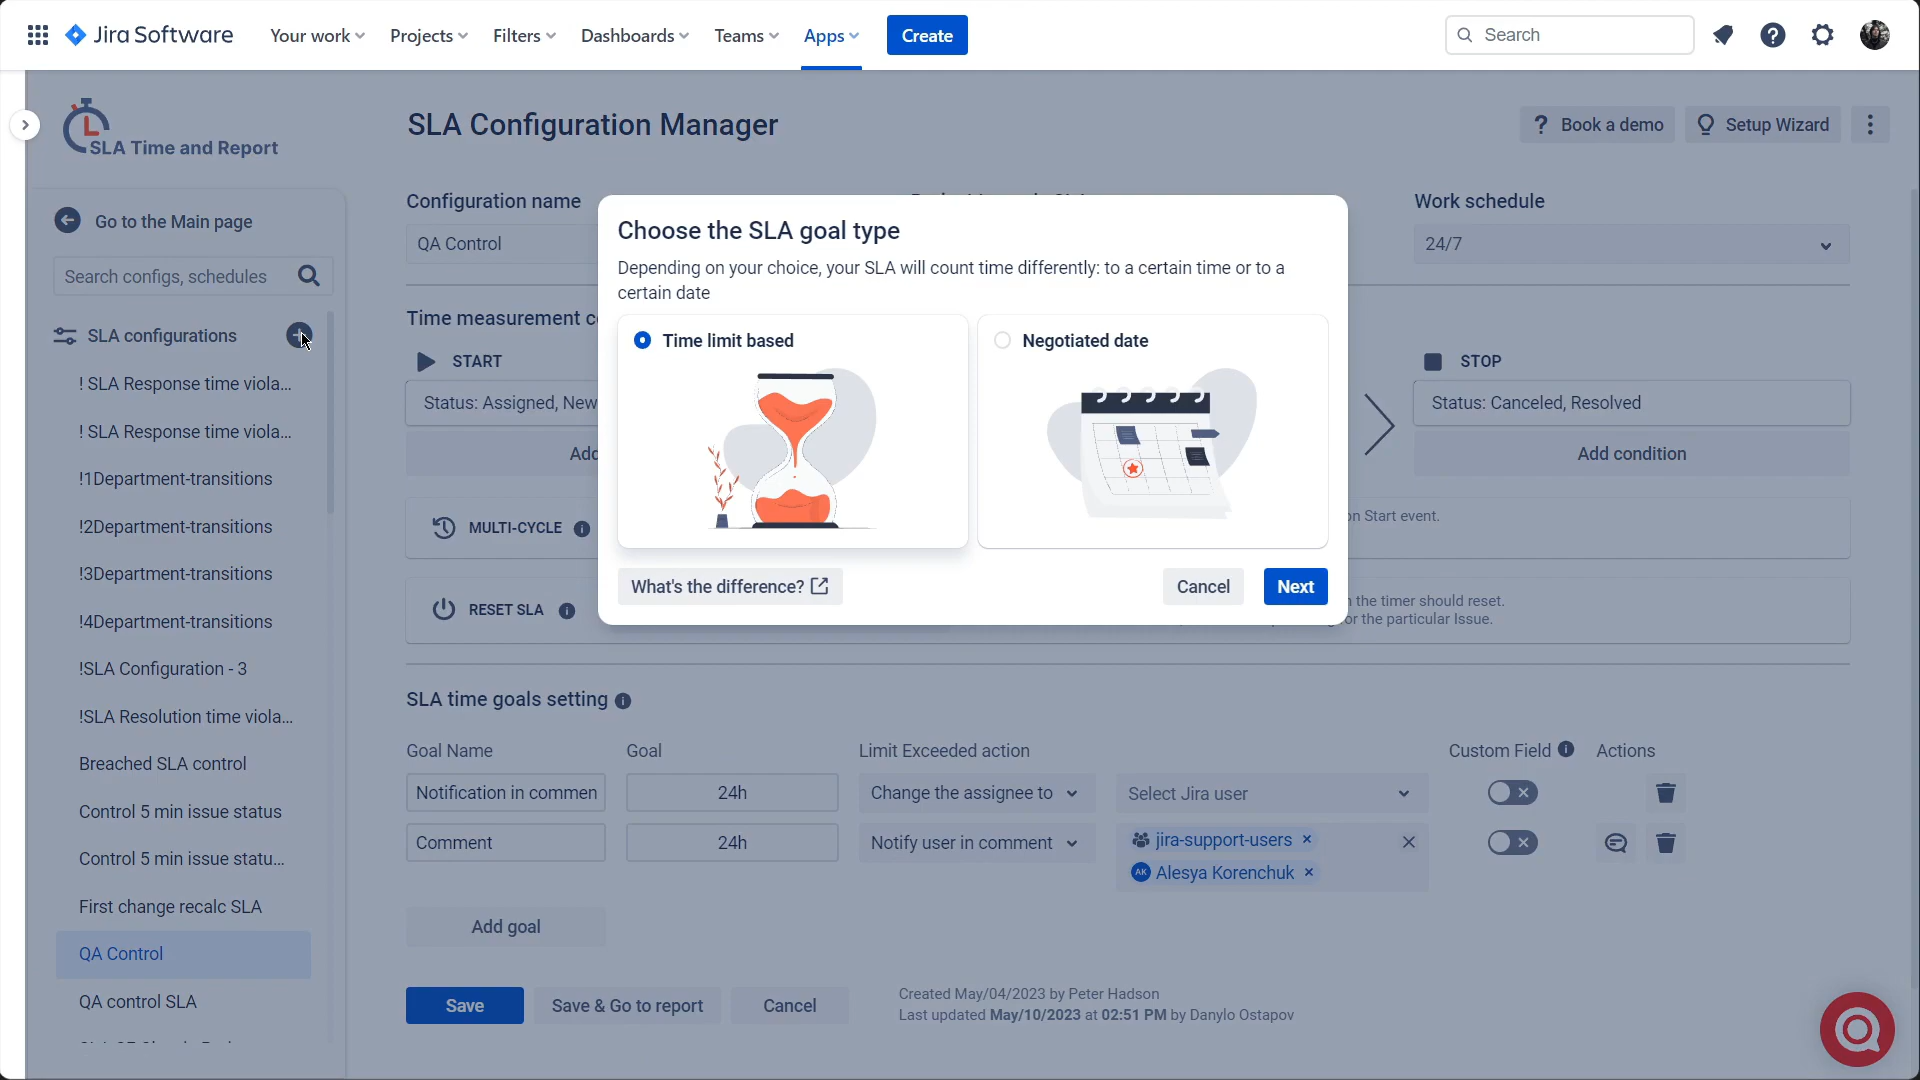 Jira Software
Your work
Projects
Filters
Dashboards
Teams
Apps
Create
Search
SLA Time and Report
SLA Configuration Manager
? Book a demo
Setup Wizard
Go to the Main page
Search configs, schedules
SLA configurations
! SLA Response time viola...
! SLA Response time viola...
!1Department-transitions
!2Department-transitions
!3Department-transitions
!4Department-transitions
!SLA Configuration - 3
!SLA Resolution time viola...
Breached SLA control
Control 5 min issue status
Control 5 min issue statu...
First change recalc SLA
QA Control
QA control SLA
Configuration name
QA Control
Work schedule
24/7
Time measurement c
START
Status: Assigned, New
Add
STOP
Status: Canceled, Resolved
Add condition
MULTI-CYCLE
on Start event.
RESET SLA
the timer should reset.
or the particular Issue.
Choose the SLA goal type
Depending on your choice, your SLA will count time differently: to a certain time or to a
certain date
Time limit based
Negotiated date
What's the difference?
Cancel
Next
SLA time goals setting
Goal Name
Goal
Limit Exceeded action
Custom Field
Actions
Notification in commen
24h
Change the assignee to
Select Jira user
Comment
24h
Notify user in comment
jira-support-users
AK Alesya Korenchuk
Add goal
Save
Save & Go to report
Cancel
Created May/04/2023 by Peter Hadson
Last updated May/10/2023 at 02:51 PM by Danylo Ostapov